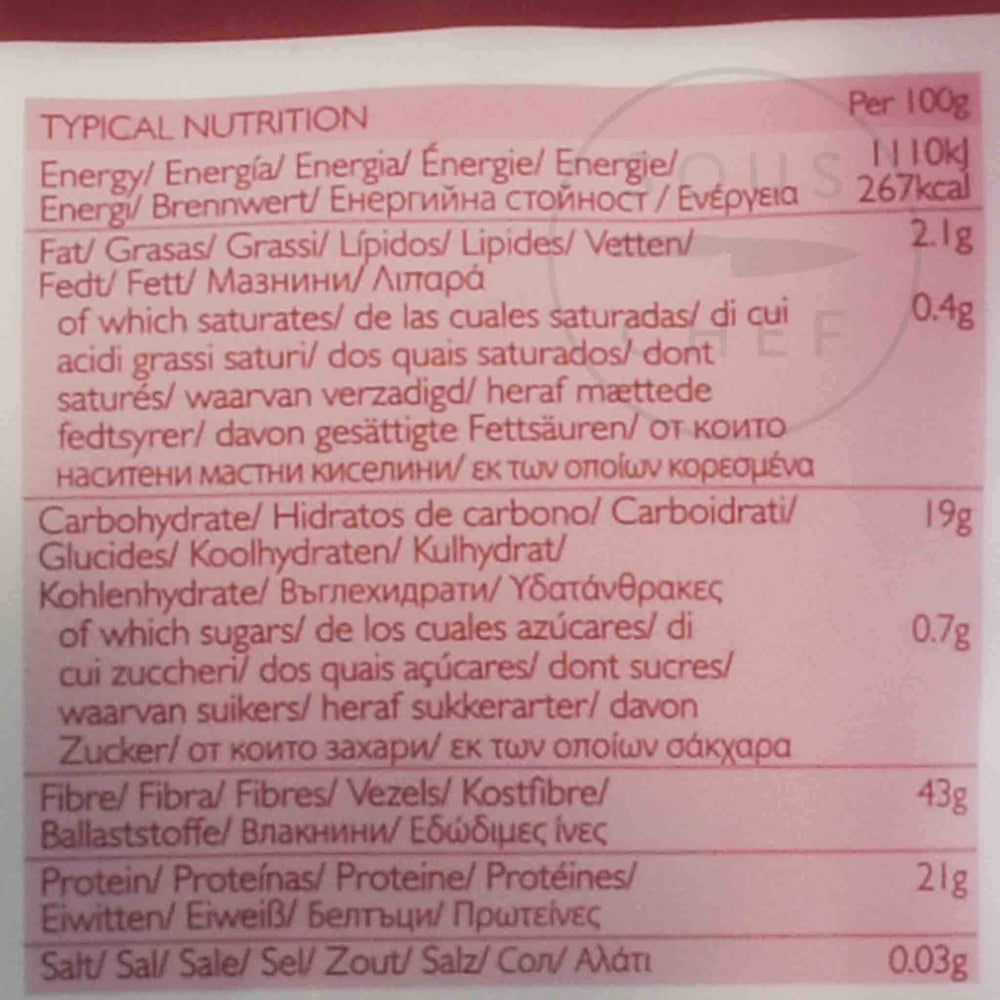 TYPICAL NUTRITION Per 100g
Energy/ Energía/ Energia/ Énergie/ Energie/ 1110kJ
Energi/ Brennwert/ Енергийна стойност / Ενέργεια 267kcal
Fat/ Grasas/ Grassi/ Lípidos/ Lipides/ Vetten/ 2.1g
Fedt/ Fett/ Мазнини/ Λιπαρά
of which saturates/ de las cuales saturadas/ di cui 0.4g
acidi grassi saturi/ dos quais saturados/ dont
saturés/ waarvan verzadigd/ heraf mættede
fedtsyrer/ davon gesättigte Fettsäuren/ от които
наситени мастни киселини/ εκ των οποίων κορεσμένα
Carbohydrate/ Hidratos de carbono/ Carboidrati/ 19g
Glucides/ Koolhydraten/ Kulhydrat/
Kohlenhydrate/ Въглехидрати/ Υδατάνθρακες
of which sugars/ de los cuales azúcares/ di 0.7g
cui zuccheri/ dos quais açúcares/ dont sucres/
waarvan suikers/ heraf sukkerarter/ davon
Zucker/ от които захари/ εκ των οποίων σάκχαρα
Fibre/ Fibra/ Fibres/ Vezels/ Kostfibre/ 43g
Ballaststoffe/ Влакнини/ Εδώδιμες ίνες
Protein/ Proteínas/ Proteine/ Protéines/ 21g
Eiwitten/ Eiweiß/ Белтъци/ Πρωτεΐνες
Salt/ Sal/ Sale/ Sel/ Zout/ Salz/ Сол/ Αλάτι 0.03g
SOUS
CHEF